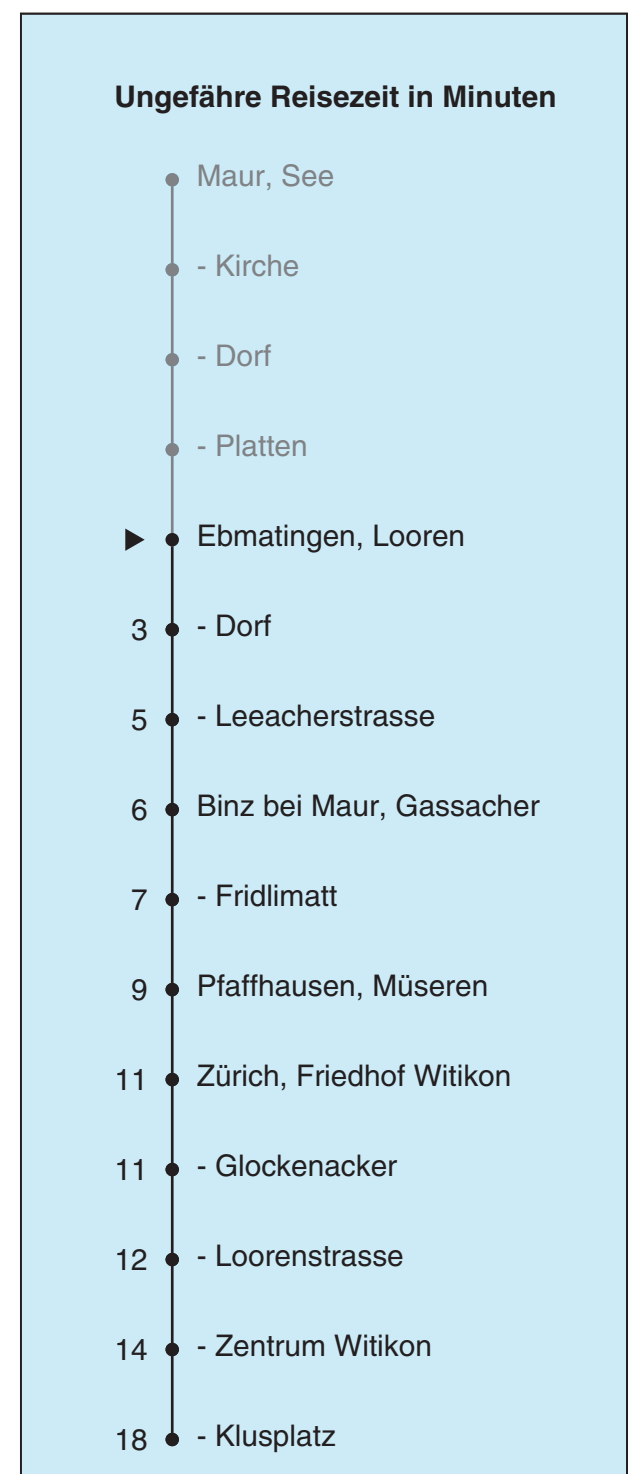 Ungefähre Reisezeit in Minuten
Maur, See
- Kirche
- Dorf
- Platten
Ebmatingen, Looren
3 - Dorf
5 - Leeacherstrasse
6 Binz bei Maur, Gassacher
7 - Fridlimatt
9 Pfaffhausen, Müseren
11 Zürich, Friedhof Witikon
11 - Glockenacker
12 - Loorenstrasse
14 - Zentrum Witikon
18 - Klusplatz